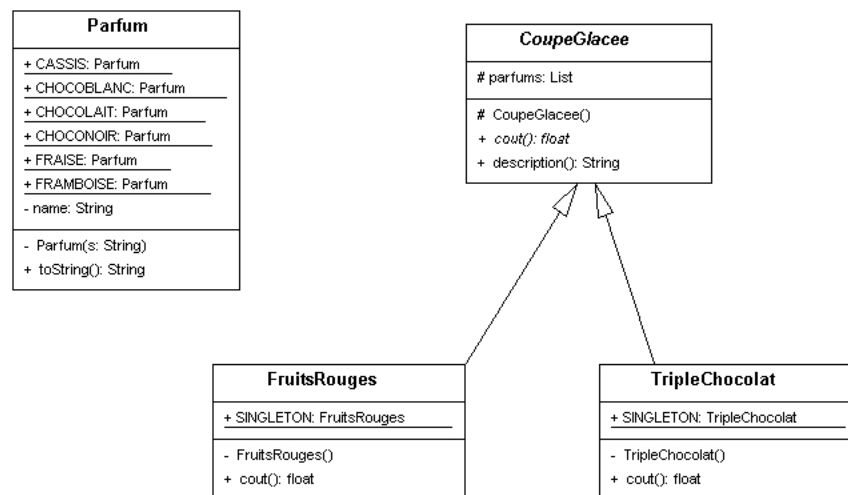 Parfum
+ CASSIS: Parfum
+ CHOCOBLANC: Parfum
+ CHOCOLAIT: Parfum
+ CHOCONOIR: Parfum
+ FRAISE: Parfum
+ FRAMBOISE: Parfum
- name: String
- Parfum(s: String)
+ toString(): String
CoupeGlacee
# parfums: List
# CoupeGlacee()
+ cout(): float
+ description(): String
FruitsRouges
+ SINGLETON: FruitsRouges
- FruitsRouges()
+ cout(): float
TripleChocolat
+ SINGLETON: TripleChocolat
- TripleChocolat()
+ cout(): float